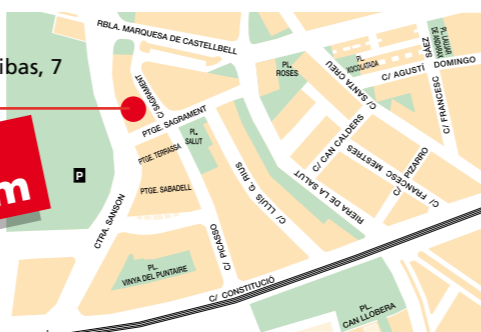 RBLA. MARQUESA DE CASTELLBELL
ibas, 7
C/ SAGRAMENT
PTGE. SAGRAMENT
PL.
ROSES
C/ SANTA CREU
PL.
XOCOLATADA
C/ AGUSTÍ DOMINGO
C/ FRANCESC SÁEZ
PTGE. TERRASSA
PL.
SALUT
PTGE. SABADELL
P
m
CTRA. SANSON
C/ PICASSO
C/ LLUÍS G. RIUS
RIERA DE LA SALUT
C/ CAN CALDERS
C/ FRANCESC MESTRES
C/ PIZARRO
PL.
VINYA DEL PUNTAIRE
C/ CONSTITUCIÓ
PL.
CAN LLOBERA